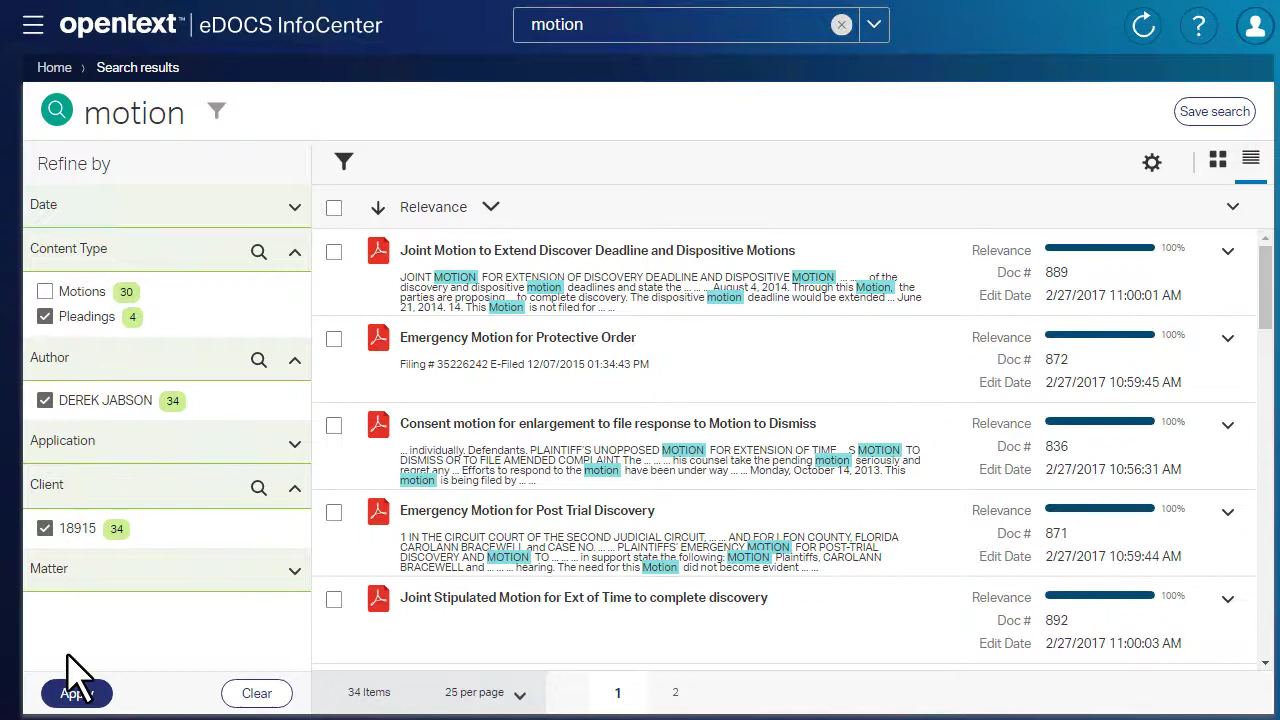 opentext™ | eDOCS InfoCenter
motion
?
Home › Search results
motion
Save search
Refine by
Date
Content Type
Motions 30
Pleadings 4
Author
DEREK JABSON 34
Application
Client
18915 34
Matter
Apply
Clear
Relevance
Joint Motion to Extend Discover Deadline and Dispositive Motions
JOINT MOTION FOR EXTENSION OF DISCOVERY DEADLINE AND DISPOSITIVE MOTION ... ... of the
discovery and dispositive motion deadlines and state the ... ... August 4, 2014. Through this Motion, the
parties are proposing ... to complete discovery. The dispositive motion deadline would be extended ... June
21, 2014. 14. This Motion is not filed for ... ...
Relevance 100%
Doc # 889
Edit Date 2/27/2017 11:00:01 AM
Emergency Motion for Protective Order
Filing # 35226242 E-Filed 12/07/2015 01:34:43 PM
Relevance 100%
Doc # 872
Edit Date 2/27/2017 10:59:45 AM
Consent motion for enlargement to file response to Motion to Dismiss
... individually. Defendants. PLAINTIFF'S UNOPPOSED MOTION FOR EXTENSION OF TIME ... S MOTION TO
DISMISS OR TO FILE AMENDED COMPLAINT The ... ... ... his counsel take the pending motion seriously and
regret any ... Efforts to respond to the motion have been under way ... ... Monday, October 14, 2013. This
motion is being filed by ... ...
Relevance 100%
Doc # 836
Edit Date 2/27/2017 10:56:31 AM
Emergency Motion for Post Trial Discovery
1 IN THE CIRCUIT COURT OF THE SECOND JUDICIAL CIRCUIT, ... ... AND FOR LEON COUNTY, FLORIDA
CAROLANN BRACEWELL and CASE NO. ... ... PLAINTIFFS' EMERGENCY MOTION FOR POST-TRIAL
DISCOVERY AND MOTION TO ... ... in support state the following: MOTION Plaintiffs, CAROLANN
BRACEWELL and ... ... ... hearing. The need for this Motion did not become evident ... ...
Relevance 100%
Doc # 871
Edit Date 2/27/2017 10:59:44 AM
Joint Stipulated Motion for Ext of Time to complete discovery
Relevance 100%
Doc # 892
Edit Date 2/27/2017 11:00:03 AM
34 Items 25 per page 1 2